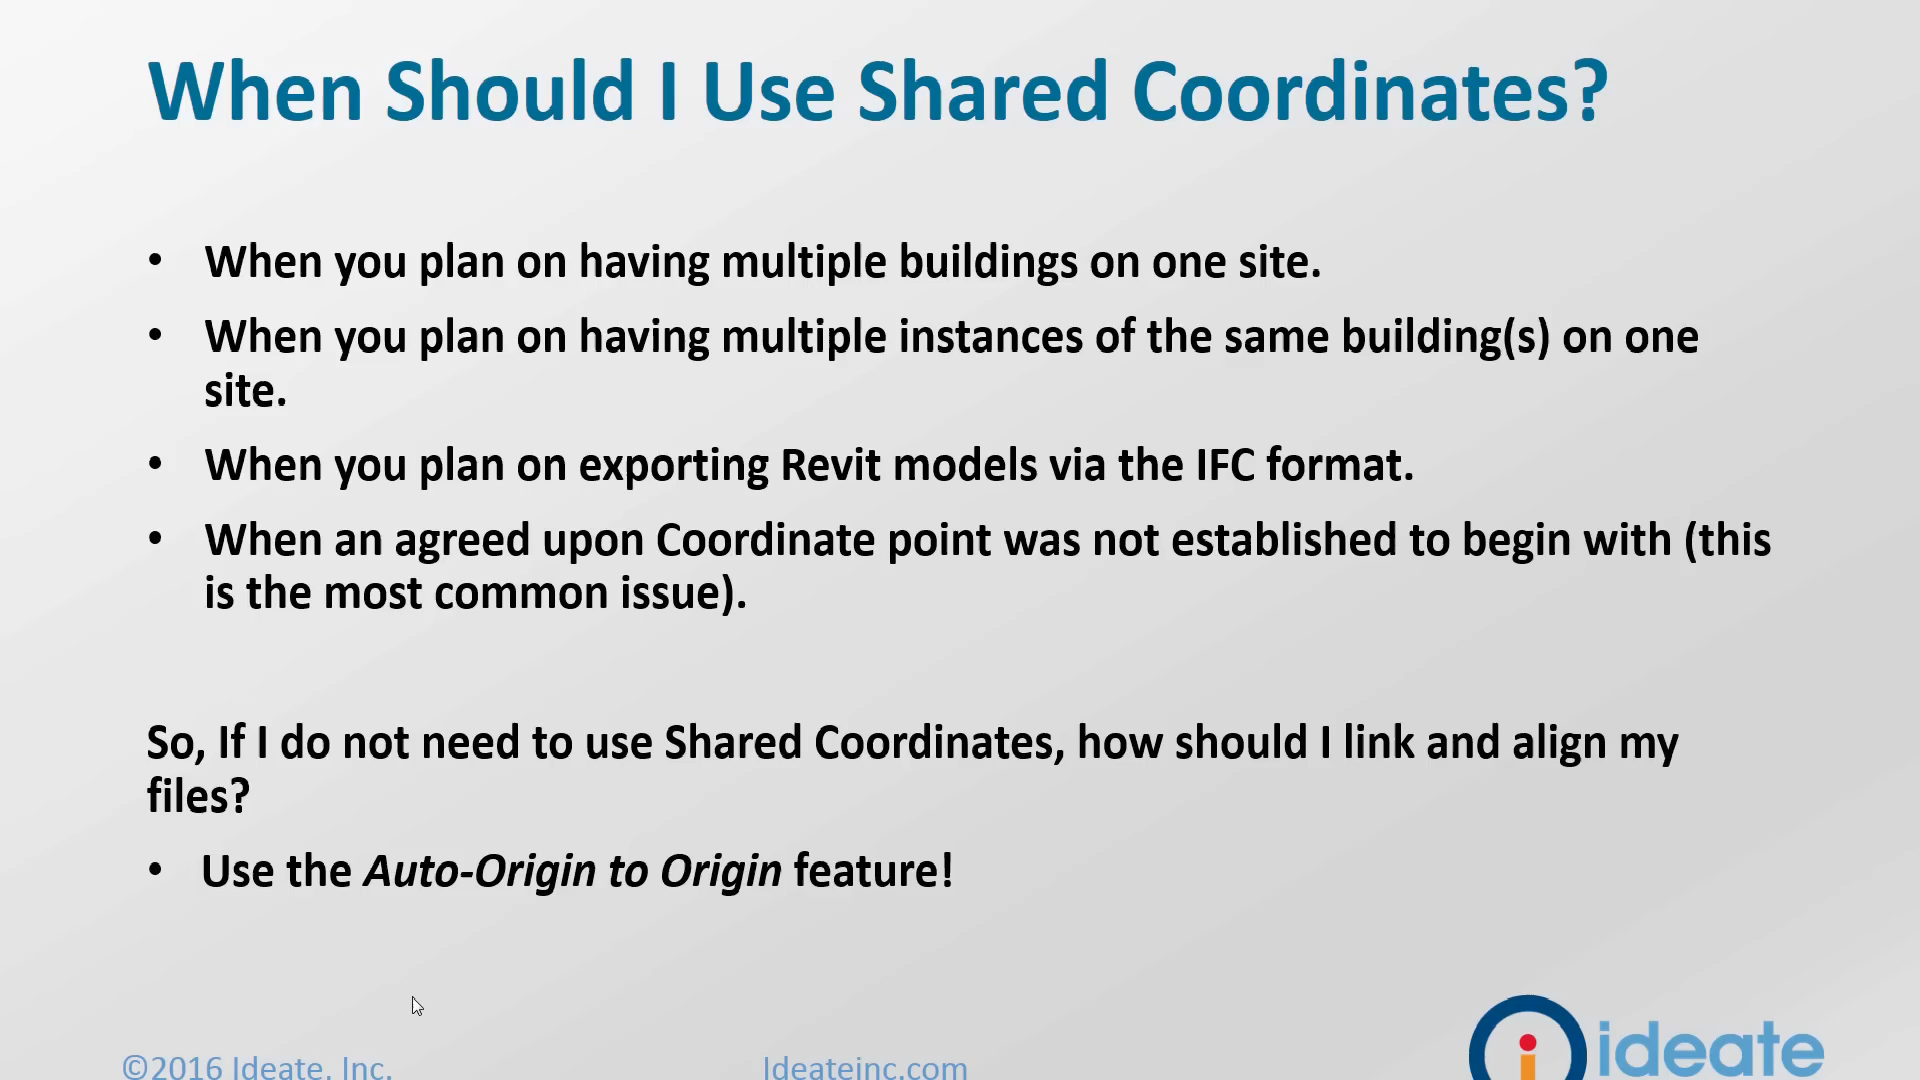 When Should I Use Shared Coordinates?
• When you plan on having multiple buildings on one site.
• When you plan on having multiple instances of the same building(s) on one
site.
• When you plan on exporting Revit models via the IFC format.
• When an agreed upon Coordinate point was not established to begin with (this
is the most common issue).
So, If I do not need to use Shared Coordinates, how should I link and align my
files?
• Use the Auto-Origin to Origin feature!
©2016 Ideate, Inc.
Ideateinc.com
i ideate